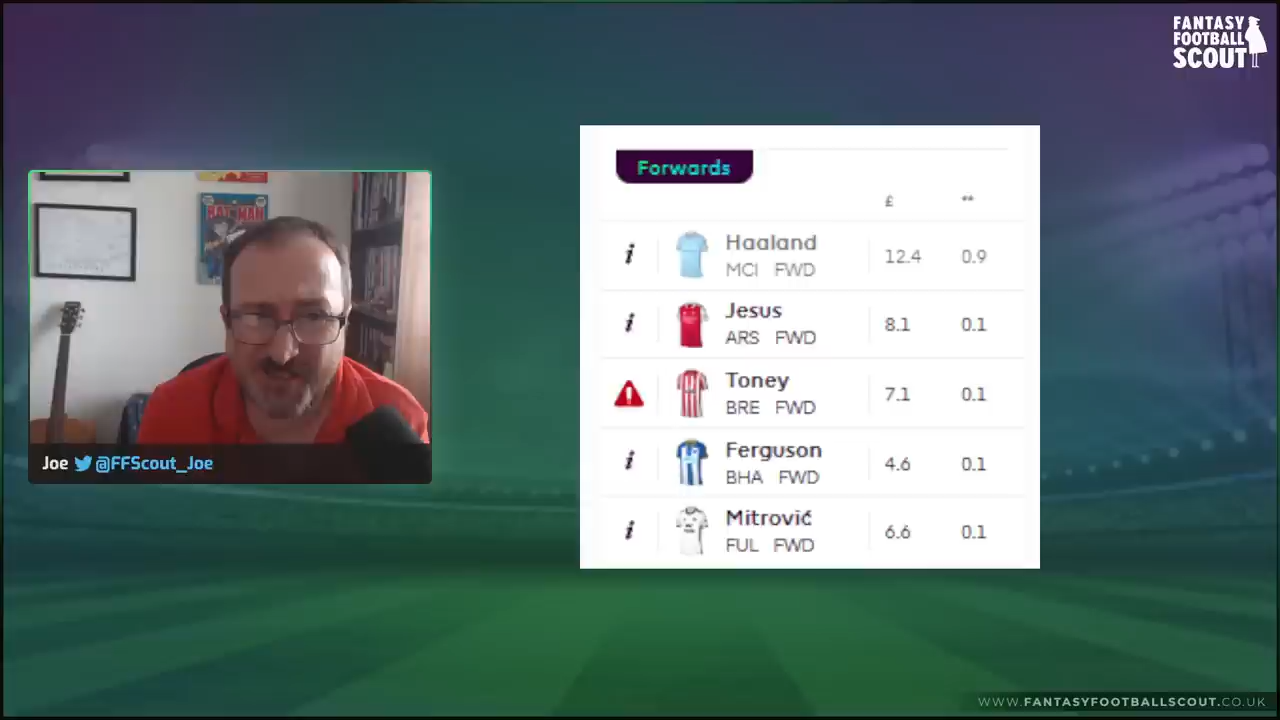 FANTASY
FOOTBALL
SCOUT
BATMAN
Joe @FFScout_Joe
Forwards
£ **
i Haaland 12.4 0.9
MCI FWD
i Jesus 8.1 0.1
ARS FWD
! Toney 7.1 0.1
BRE FWD
i Ferguson 4.6 0.1
BHA FWD
i Mitrović 6.6 0.1
FUL FWD
WWW.FANTASYFOOTBALLSCOUT.CO.UK